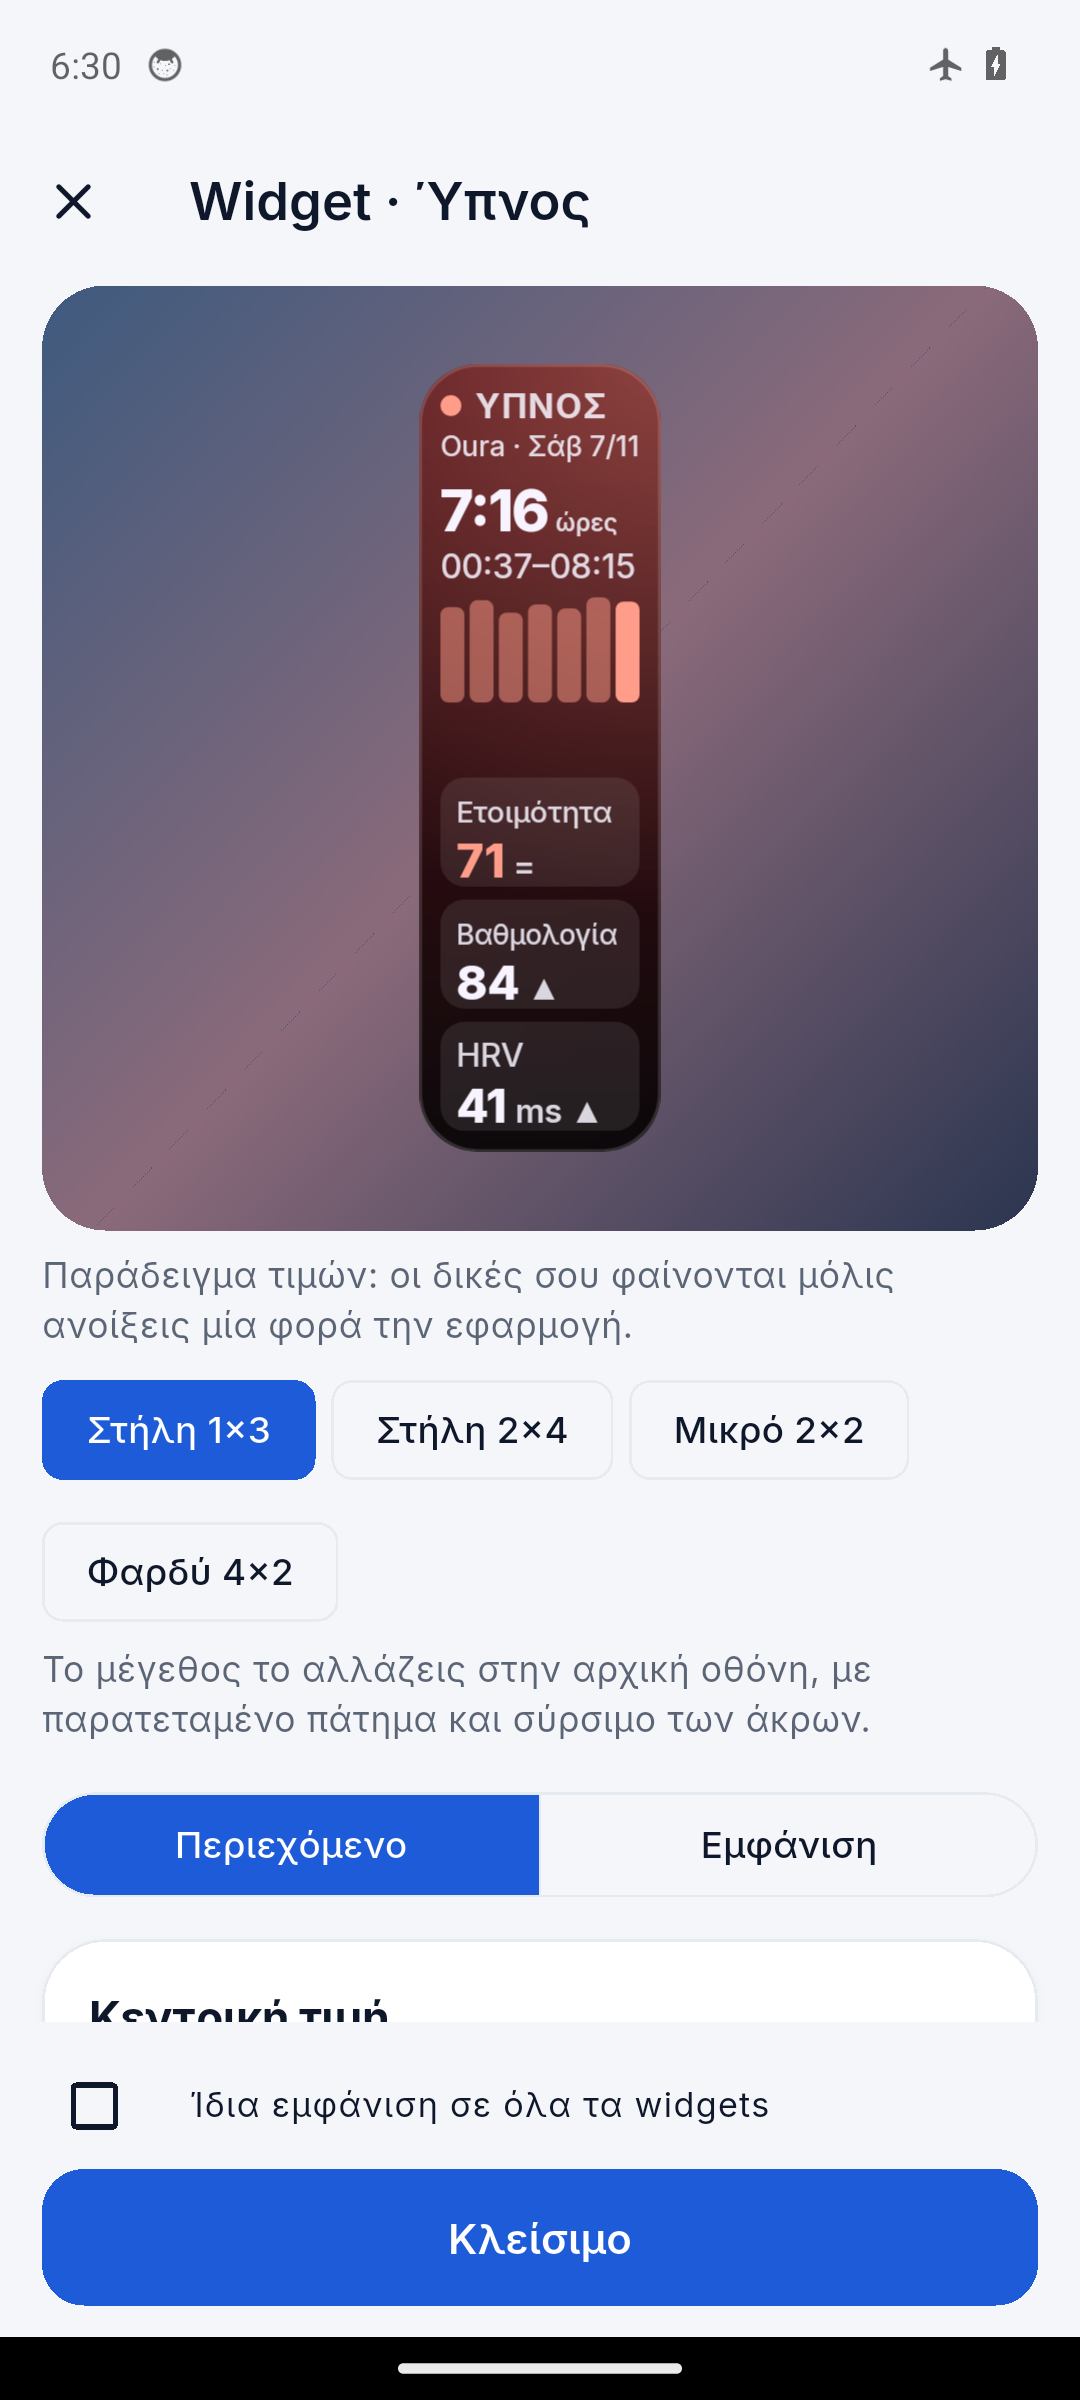 6:30
Widget · Ύπνος
ΥΠΝΟΣ
Oura · Σάβ 7/11
7:16 ώρες
00:37–08:15
Ετοιμότητα
71 =
Βαθμολογία
84 ▲
HRV
41 ms ▲
Παράδειγμα τιμών: οι δικές σου φαίνονται μόλις
ανοίξεις μία φορά την εφαρμογή.
Στήλη 1×3
Στήλη 2×4
Μικρό 2×2
Φαρδύ 4×2
Το μέγεθος το αλλάζεις στην αρχική οθόνη, με
παρατεταμένο πάτημα και σύρσιμο των άκρων.
Περιεχόμενο
Εμφάνιση
Κεντρική τιμή
Ίδια εμφάνιση σε όλα τα widgets
Κλείσιμο